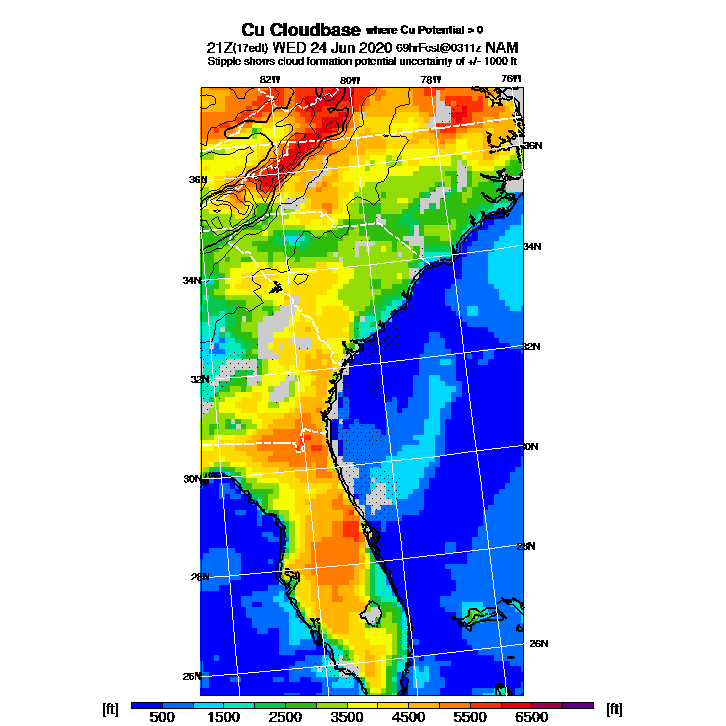 Cu Cloudbase where Cu Potential > 0
21Z(17edt) WED 24 Jun 2020 69hrFcst@0311z NAM
Stipple shows cloud formation potential uncertainty of +/- 1000 ft
82W 80W 78W 76W
36N
36N
34N
34N
32N
32N
30N
30N
28N
28N
26N
26N
[ft] [ft]
500 1500 2500 3500 4500 5500 6500